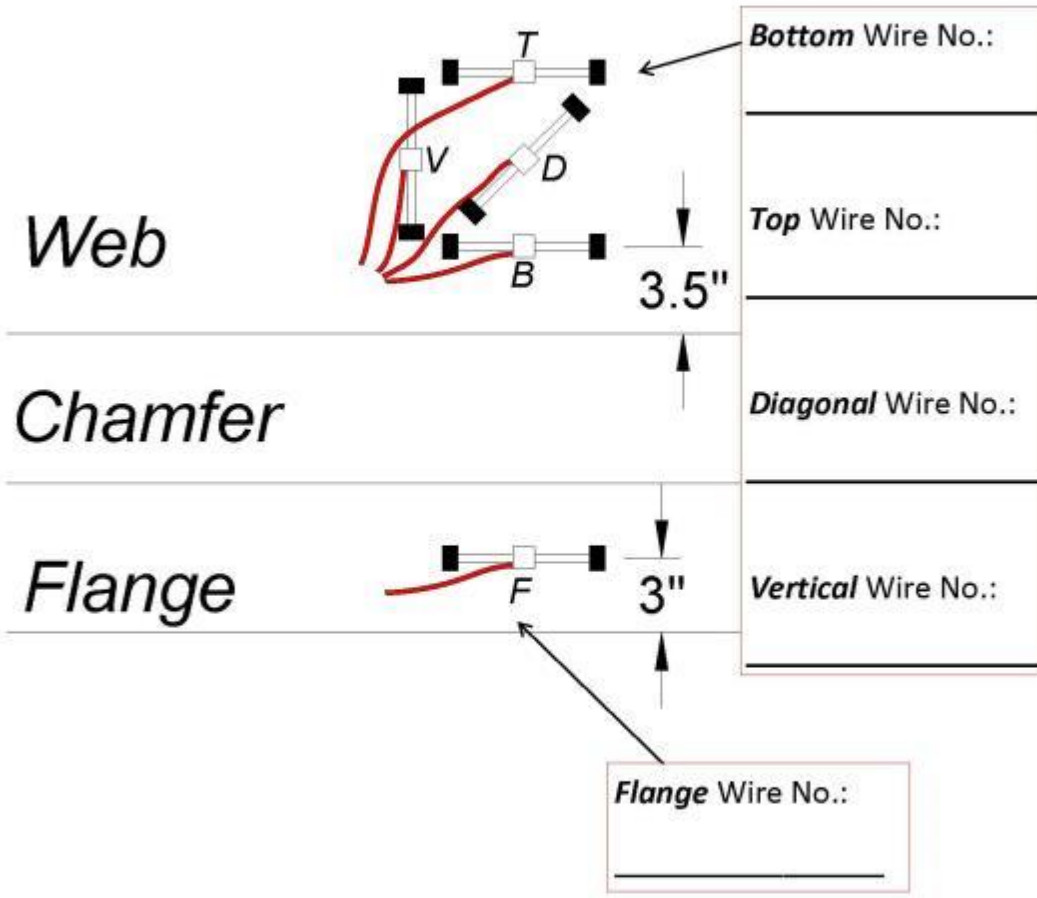 T
V
D
B
Web
3.5"
Chamfer
Flange
F
3"
Bottom Wire No.:
Top Wire No.:
Diagonal Wire No.:
Vertical Wire No.:
Flange Wire No.: